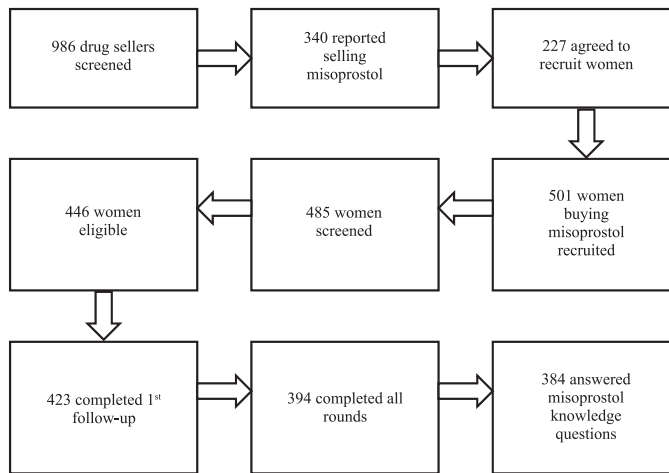 986 drug sellers
screened
340 reported
selling
misoprostol
227 agreed to
recruit women
501 women
buying
misoprostol
recruited
485 women
screened
446 women
eligible
423 completed 1st
follow-up
394 completed all
rounds
384 answered
misoprostol
knowledge
questions